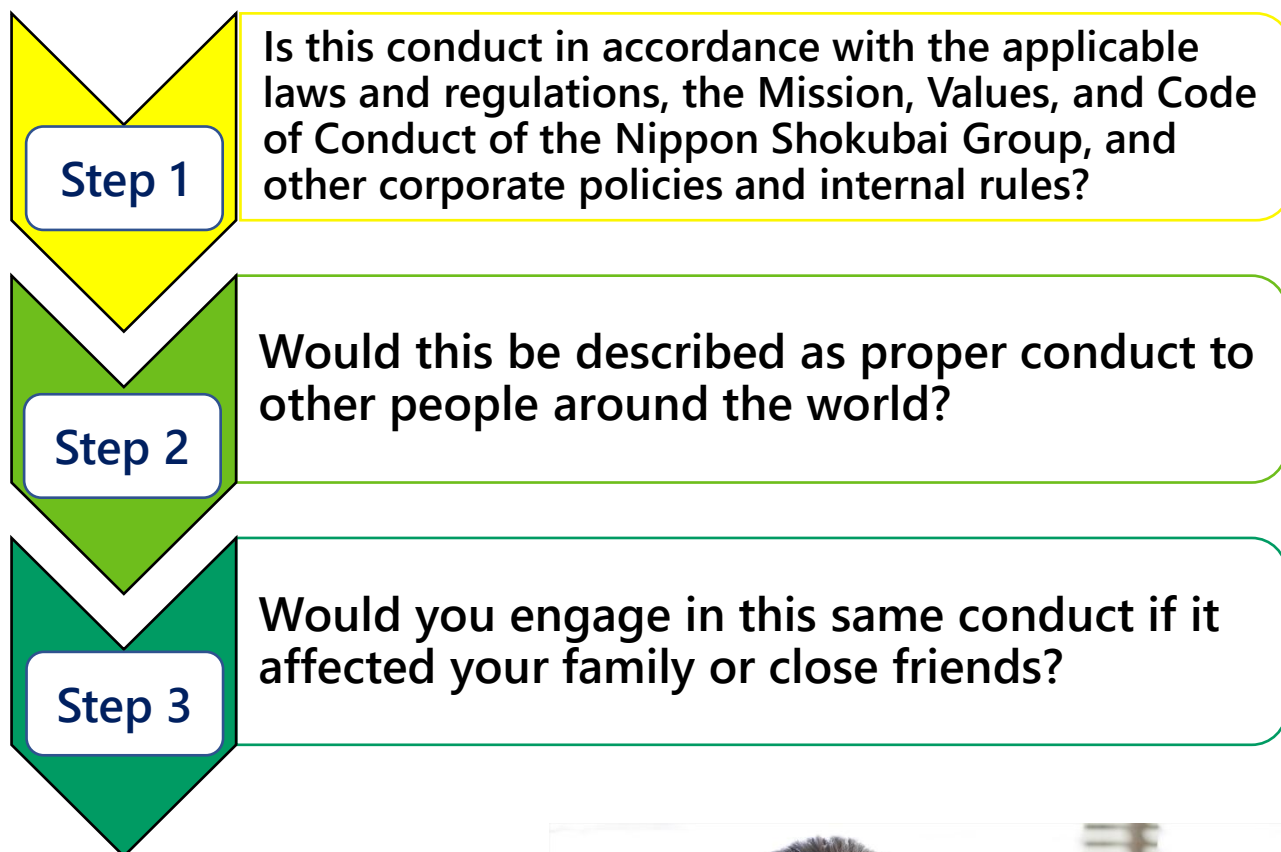 Step 1
Is this conduct in accordance with the applicable
laws and regulations, the Mission, Values, and Code
of Conduct of the Nippon Shokubai Group, and
other corporate policies and internal rules?
Step 2
Would this be described as proper conduct to
other people around the world?
Step 3
Would you engage in this same conduct if it
affected your family or close friends?